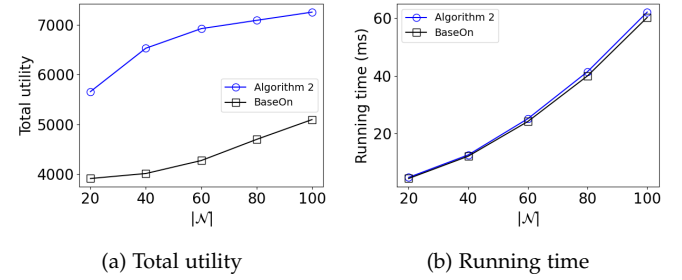 Total utility
7000
6000
5000
4000
Algorithm 2
BaseOn
20 40 60 80 100
|𝒩|
(a) Total utility
Running time (ms)
60
40
20
Algorithm 2
BaseOn
20 40 60 80 100
|𝒩|
(b) Running time